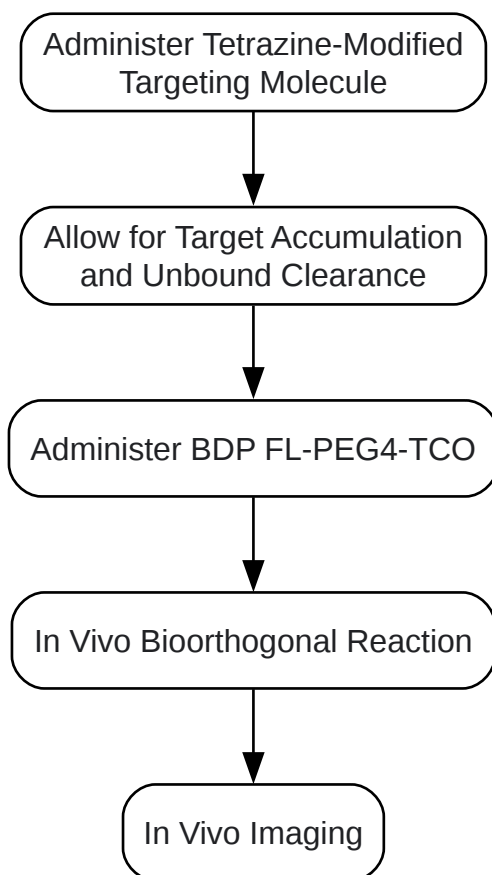 Administer Tetrazine-Modified
Targeting Molecule
Allow for Target Accumulation
and Unbound Clearance
Administer BDP FL-PEG4-TCO
In Vivo Bioorthogonal Reaction
In Vivo Imaging